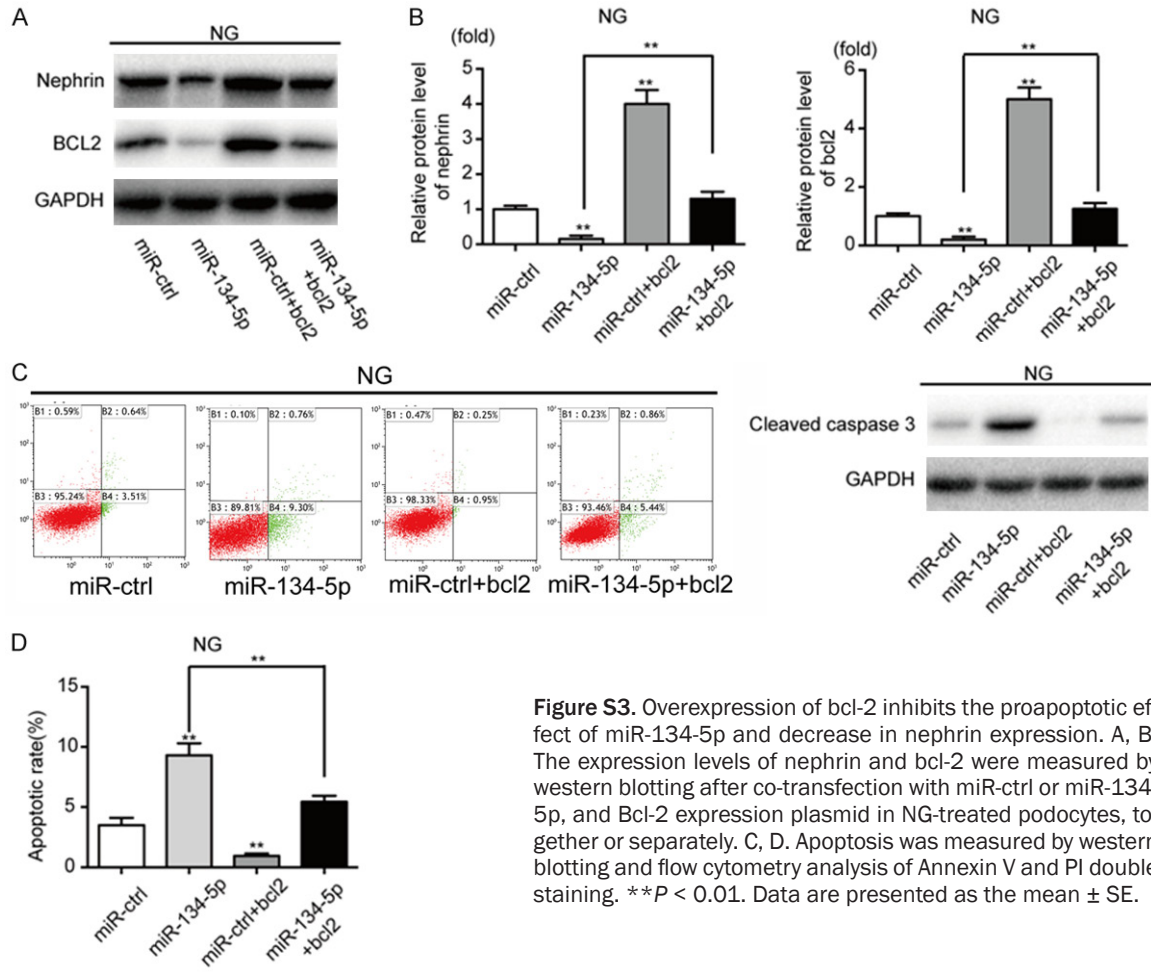 A
NG
Nephrin
BCL2
GAPDH
miR-ctrl
miR-134-5p
miR-ctrl+bcl2
miR-134-5p
+bcl2
B
NG
(fold)
Relative protein level
of nephrin
5
4
3
2
1
0
**
**
**
miR-ctrl
miR-134-5p
miR-ctrl+bcl2
miR-134-5p
+bcl2
NG
(fold)
Relative protein level
of bcl2
6
4
2
0
**
**
**
miR-ctrl
miR-134-5p
miR-ctrl+bcl2
miR-134-5p
+bcl2
C
NG
B1 : 0.59%
B2 : 0.64%
B3 : 95.24%
B4 : 3.51%
miR-ctrl
B1 : 0.10%
B2 : 0.76%
B3 : 89.81%
B4 : 9.30%
miR-134-5p
B1 : 0.47%
B2 : 0.25%
B3 : 98.33%
B4 : 0.95%
miR-ctrl+bcl2
B1 : 0.23%
B2 : 0.86%
B3 : 93.46%
B4 : 5.44%
miR-134-5p+bcl2
NG
Cleaved caspase 3
GAPDH
miR-ctrl
miR-134-5p
miR-ctrl+bcl2
miR-134-5p
+bcl2
D
NG
Apoptotic rate(%)
15
10
5
0
**
**
**
miR-ctrl
miR-134-5p
miR-ctrl+bcl2
miR-134-5p
+bcl2
Figure S3. Overexpression of bcl-2 inhibits the proapoptotic ef-
fect of miR-134-5p and decrease in nephrin expression. A, B.
The expression levels of nephrin and bcl-2 were measured by
western blotting after co-transfection with miR-ctrl or miR-134-
5p, and Bcl-2 expression plasmid in NG-treated podocytes, to-
gether or separately. C, D. Apoptosis was measured by western
blotting and flow cytometry analysis of Annexin V and PI double
staining. **P < 0.01. Data are presented as the mean ± SE.